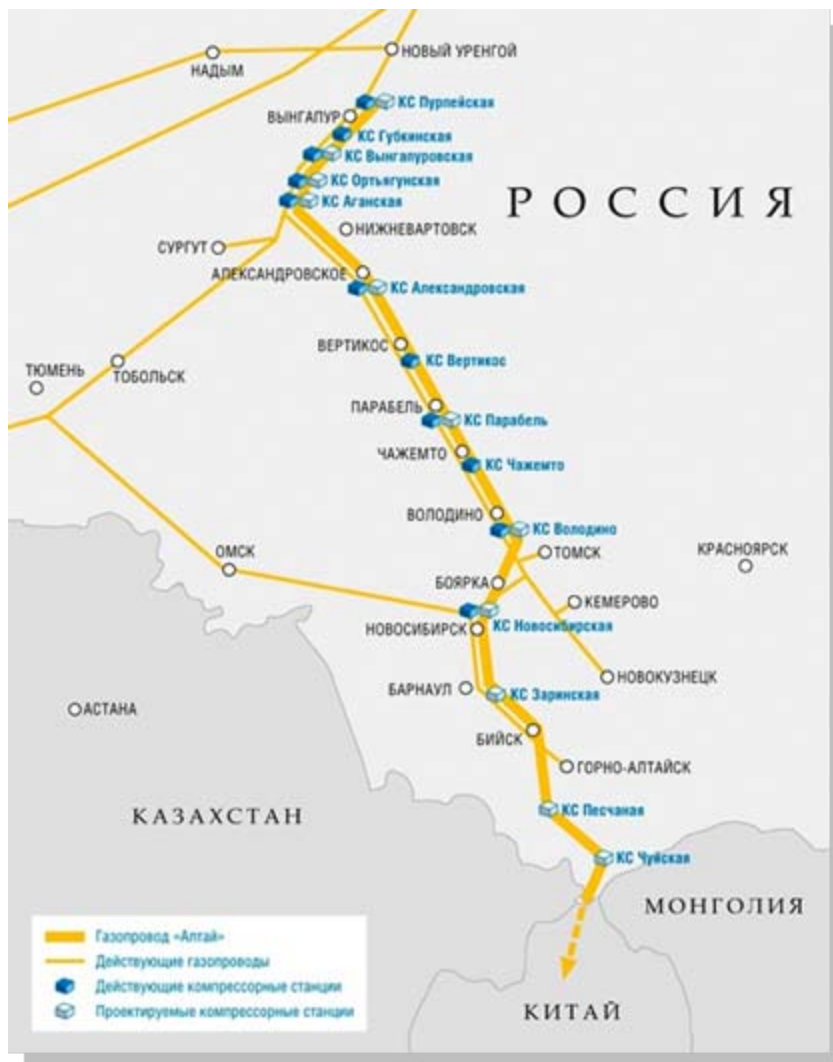 НОВЫЙ УРЕНГОЙ
НАДЫМ
КС Пурпейская
ВЫНГАПУР
КС Губкинская
КС Вынгапуровская
КС Ортьягунская
КС Аганская
РОССИЯ
НИЖНЕВАРТОВСК
СУРГУТ
АЛЕКСАНДРОВСКОЕ
КС Александровская
ВЕРТИКОС
КС Вертикос
ТЮМЕНЬ
ТОБОЛЬСК
ПАРАБЕЛЬ
КС Парабель
ЧАЖЕМТО
КС Чажемто
ВОЛОДИНО
КС Володино
ОМСК
ТОМСК
КРАСНОЯРСК
БОЯРКА
КЕМЕРОВО
НОВОСИБИРСК
КС Новосибирская
НОВОКУЗНЕЦК
БАРНАУЛ
КС Заринская
АСТАНА
БИЙСК
ГОРНО-АЛТАЙСК
КАЗАХСТАН
КС Песчаная
КС Чуйская
МОНГОЛИЯ
Газопровод «Алтай»
Действующие газопроводы
Действующие компрессорные станции
Проектируемые компрессорные станции
КИТАЙ